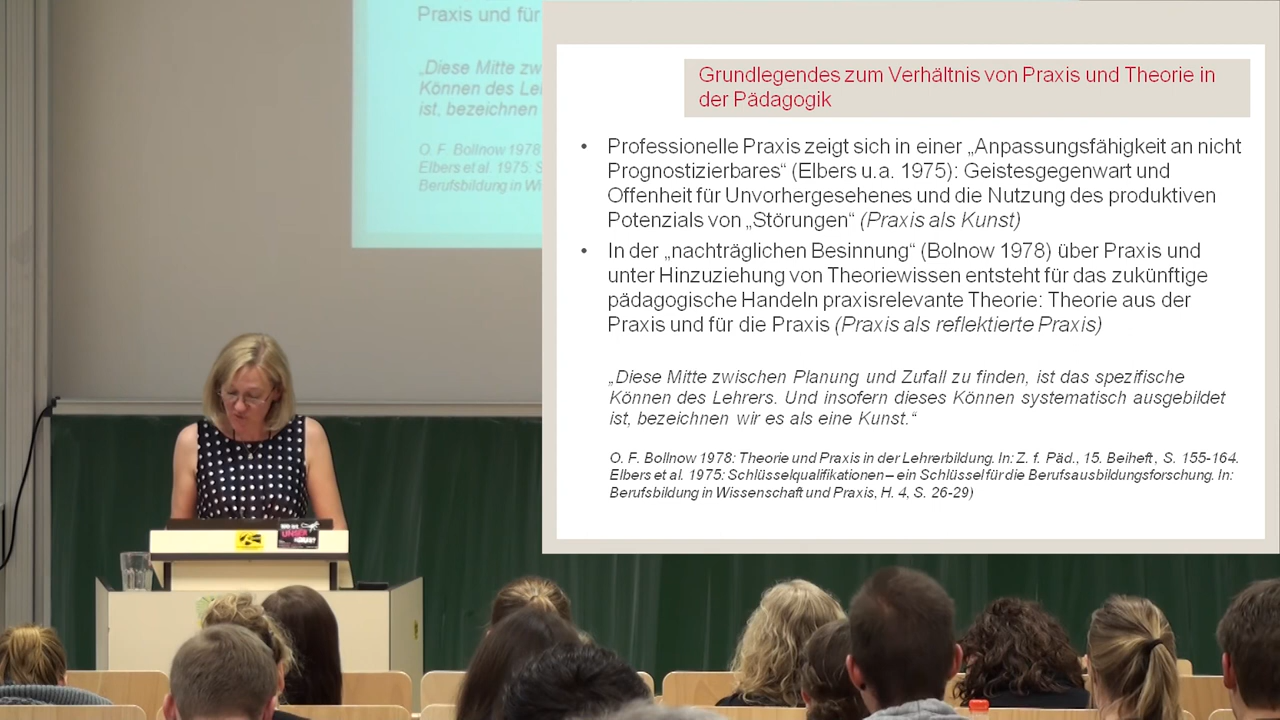 Praxis und für
„Diese Mitte zw
Können des Le
ist, bezeichnen
O. F. Bollnow 1978
Elbers et al. 1975: S
Berufsbildung in W
Grundlegendes zum Verhältnis von Praxis und Theorie in
der Pädagogik
• Professionelle Praxis zeigt sich in einer „Anpassungsfähigkeit an nicht
Prognostizierbares“ (Elbers u.a. 1975): Geistesgegenwart und
Offenheit für Unvorhergesehenes und die Nutzung des produktiven
Potenzials von „Störungen“ (Praxis als Kunst)
• In der „nachträglichen Besinnung“ (Bolnow 1978) über Praxis und
unter Hinzuziehung von Theoriewissen entsteht für das zukünftige
pädagogische Handeln praxisrelevante Theorie: Theorie aus der
Praxis und für die Praxis (Praxis als reflektierte Praxis)
„Diese Mitte zwischen Planung und Zufall zu finden, ist das spezifische
Können des Lehrers. Und insofern dieses Können systematisch ausgebildet
ist, bezeichnen wir es als eine Kunst.“
O. F. Bollnow 1978: Theorie und Praxis in der Lehrerbildung. In: Z. f. Päd., 15. Beiheft, S. 155-164.
Elbers et al. 1975: Schlüsselqualifikationen – ein Schlüssel für die Berufsausbildungsforschung. In:
Berufsbildung in Wissenschaft und Praxis, H. 4, S. 26-29)
UNSER